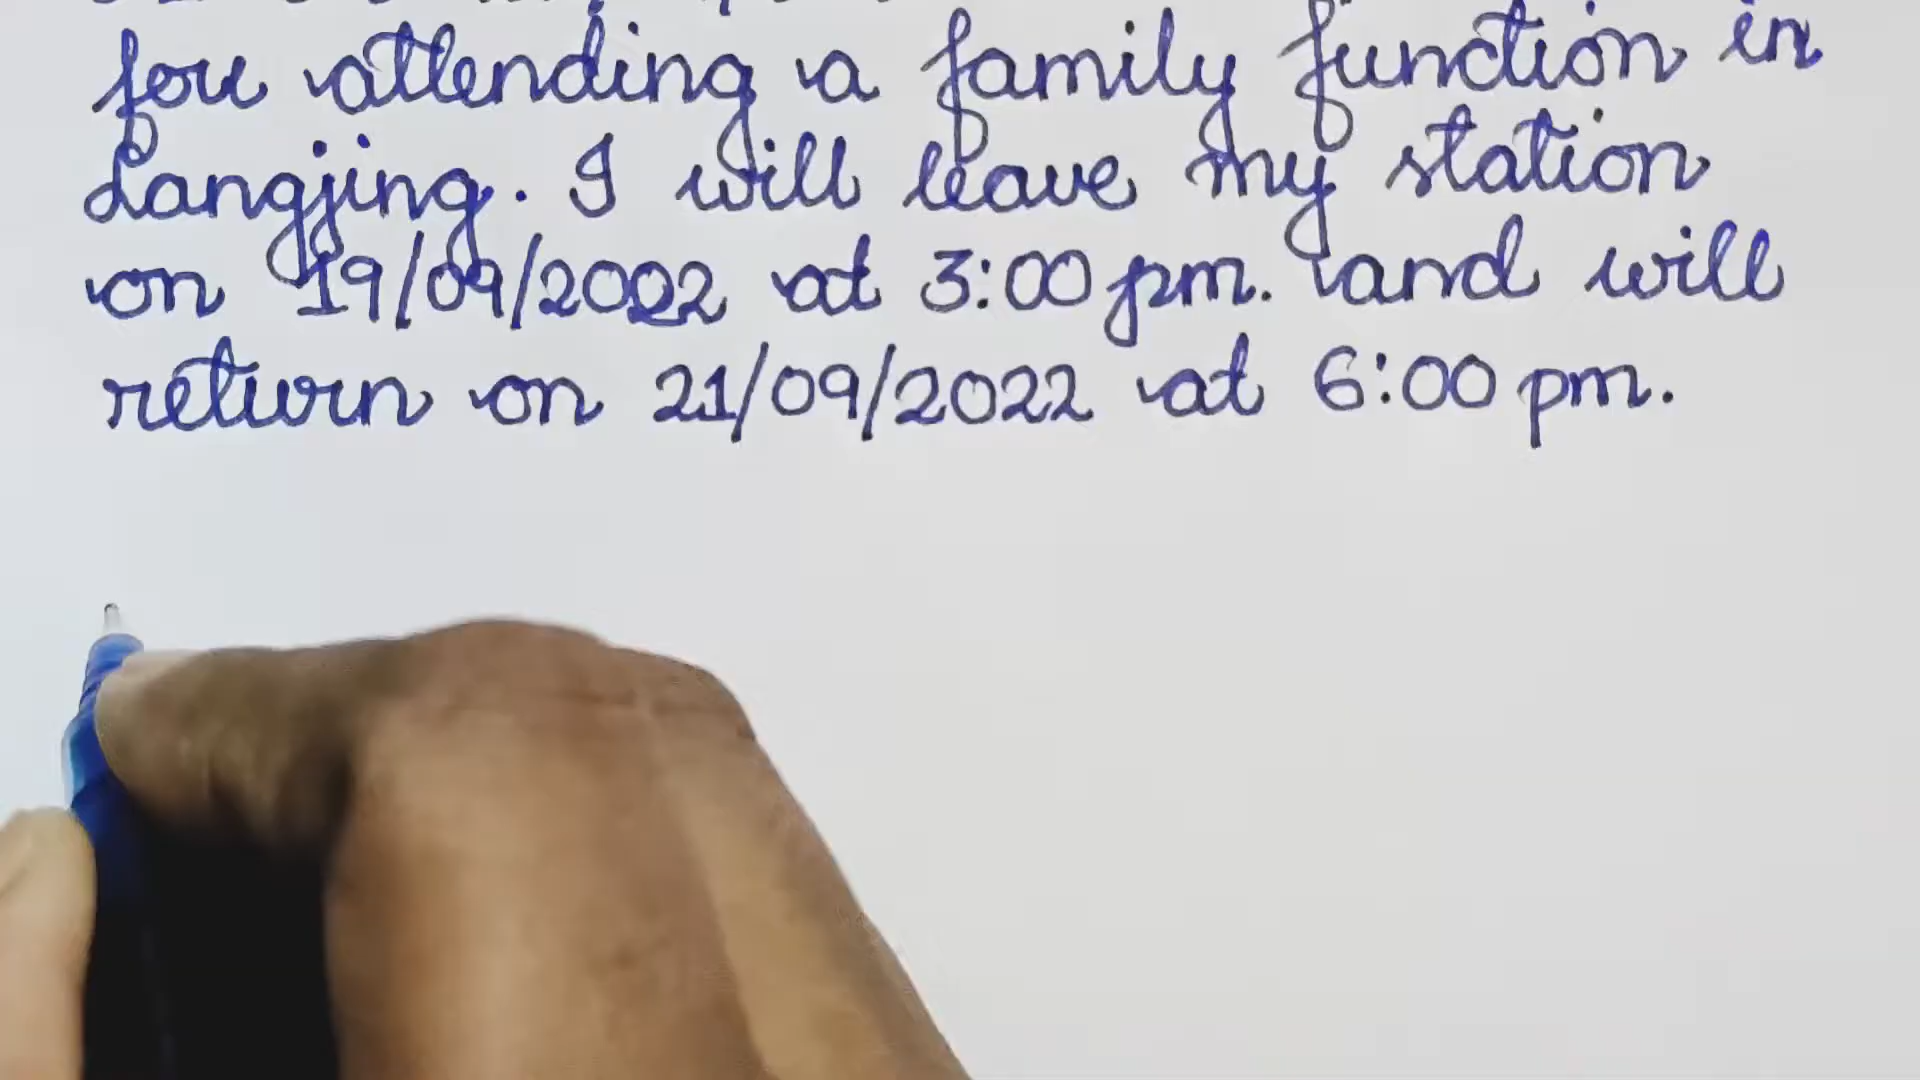 for attending a family function in
Langjing. I will leave my station
on 19/09/2022 at 3:00 pm. and will
return on 21/09/2022 at 6:00 pm.